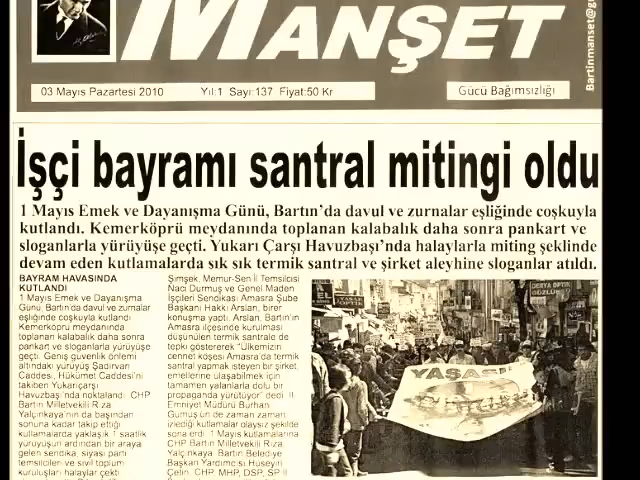 MANŞET
Bartinmanset@g
03 Mayıs Pazartesi 2010 Yıl:1 Sayı:137 Fiyat:50 Kr
Gücü Bağımsızlığı
İşçi bayramı santral mitingi oldu
1 Mayıs Emek ve Dayanışma Günü, Bartın'da davul ve zurnalar eşliğinde coşkuyla
kutlandı. Kemerköprü meydanında toplanan kalabalık daha sonra pankart ve
sloganlarla yürüyüşe geçti. Yukarı Çarşı Havuzbaşı'nda halaylarla miting şeklinde
devam eden kutlamalarda sık sık termik santral ve şirket aleyhine sloganlar atıldı.
BAYRAM HAVASINDA
KUTLANDI
1 Mayıs Emek ve Dayanışma
Günü, Bartın'da davul ve zurnalar
eşliğinde coşkuyla kutlandı
Kemerköprü meydanında
toplanan kalabalık daha sonra
pankart ve sloganlarla yürüyüşe
geçti. Geniş güvenlik önlemi
altındaki yürüyüş Şadırvan
Caddesi, Hükümet Caddesi'ni
takiben Yukarıçarşı
Havuzbaşı'nda noktalandı. CHP
Bartın Milletvekili Rıza
Yalçınkaya'nın da başından
sonuna kadar takip ettiği
kutlamalarda yaklaşık 1 saatlik
yürüyüşün ardından bir araya
gelen sendika, siyasi parti
temsilcileri ve sivil toplum
kuruluşları halaylar çekti
Şimşek, Memur-Sen İl Temsilcisi
Naci Durmuş ve Genel Maden
İşçileri Sendikası Amasra Şube
Başkanı Hakkı Arslan, birer
konuşma yaptı. Arslan, Bartın'ın
Amasra ilçesinde kurulması
düşünülen termik santrale de
tepki göstererek "Ülkemizin
cennet köşesi Amasra'da termik
santral yapmak isteyen bir şirket,
emellerine ulaşabilmek için
tamamen yalanlarla dolu bir
propaganda yürütüyor" dedi. İl
Emniyet Müdürü Burhan
Gümüş'ün de zaman zaman
izlediği kutlamalar olaysız şekilde
sona erdi. 1 Mayıs kutlamalarına
CHP Bartın Milletvekili Rıza
Yalçınkaya, Bartın Belediye
Başkan Yardımcısı Hüseyin
Çelin, CHP, MHP, DSP, SP İl
YAŞAR OPTİK
DERYA OPTİK
GÖZLÜK
YAŞASIN